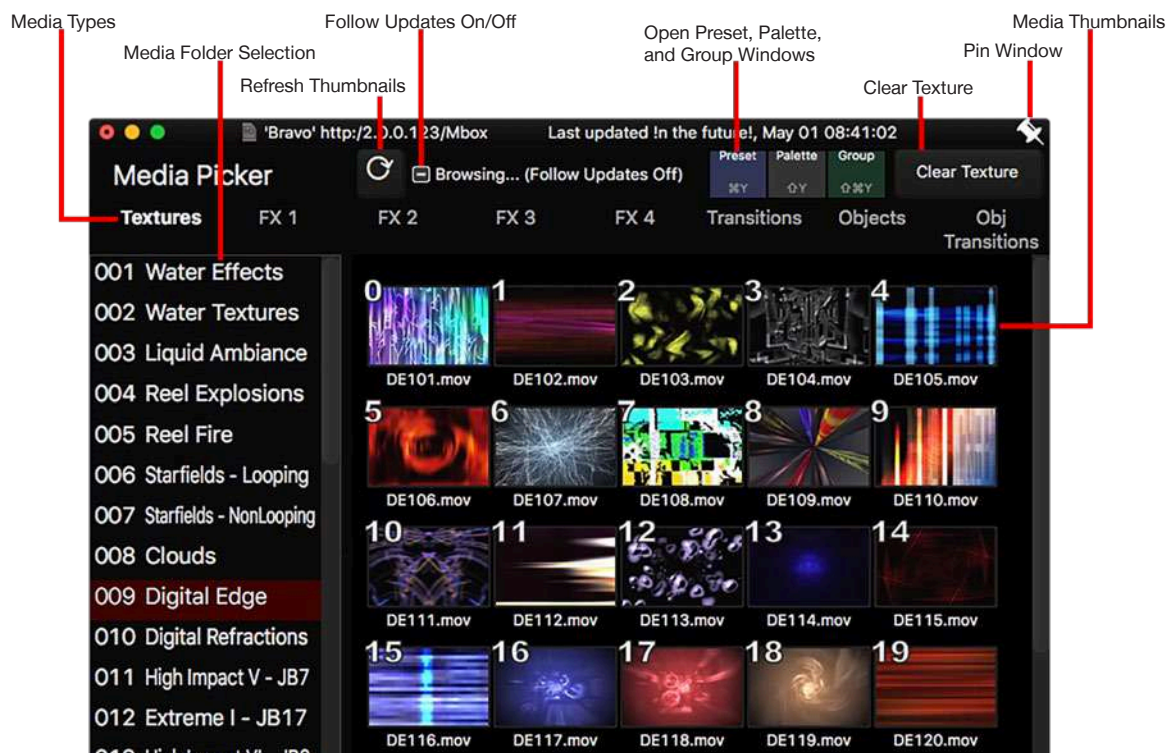 Media Types
Follow Updates On/Off
Media Thumbnails
Open Preset, Palette,
and Group Windows
Media Folder Selection
Pin Window
Refresh Thumbnails
Clear Texture
'Bravo' http:/2.0.0.123/Mbox
Last updated !n the future!, May 01 08:41:02
Media Picker
Browsing... (Follow Updates Off)
Preset
Palette
Group
⌘Y
⇧Y
⇧⌘Y
Clear Texture
Textures
FX 1
FX 2
FX 3
FX 4
Transitions
Objects
Obj
Transitions
001 Water Effects
002 Water Textures
003 Liquid Ambiance
004 Reel Explosions
005 Reel Fire
006 Starfields - Looping
007 Starfields - NonLooping
008 Clouds
009 Digital Edge
010 Digital Refractions
011 High Impact V - JB7
012 Extreme I - JB17
0 1 2 3 4
DE101.mov DE102.mov DE103.mov DE104.mov DE105.mov
5 6 7 8 9
DE106.mov DE107.mov DE108.mov DE109.mov DE110.mov
10 11 12 13 14
DE111.mov DE112.mov DE113.mov DE114.mov DE115.mov
15 16 17 18 19
DE116.mov DE117.mov DE118.mov DE119.mov DE120.mov